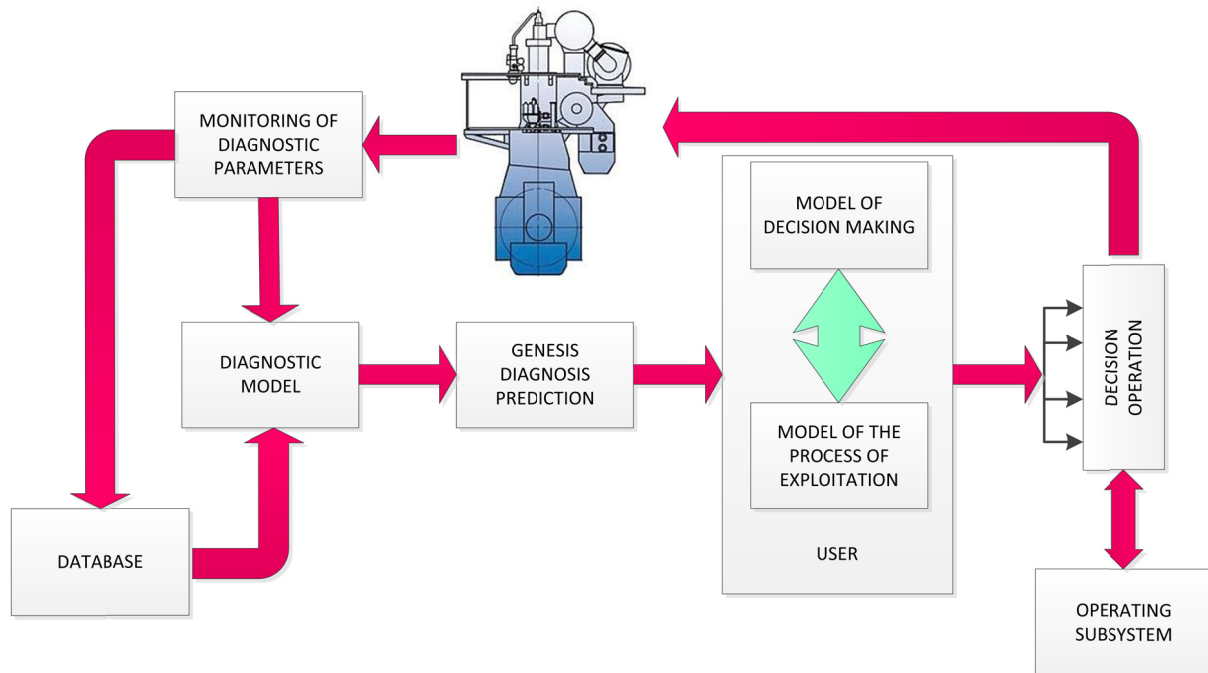 MONITORING OF
DIAGNOSTIC
PARAMETERS
MODEL OF
DECISION MAKING
DIAGNOSTIC
MODEL
GENESIS
DIAGNOSIS
PREDICTION
DECISION
OPERATION
MODEL OF THE
PROCESS OF
EXPLOITATION
DATABASE
USER
OPERATING
SUBSYSTEM